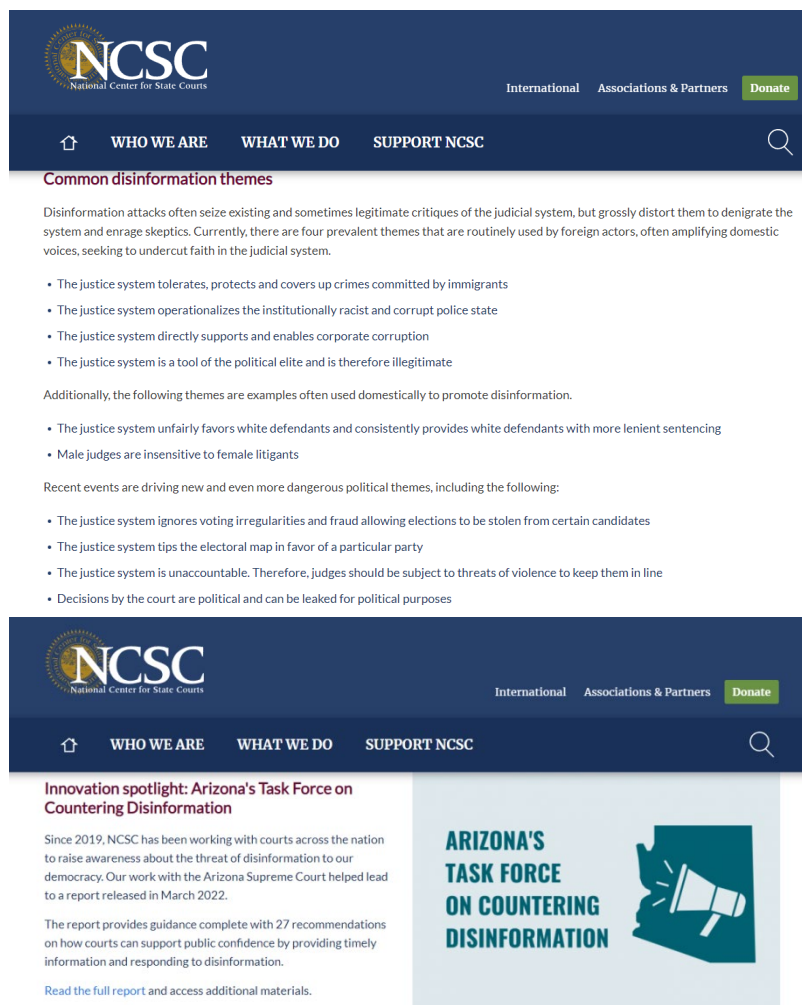 NCSC
National Center for State Courts
International Associations & Partners Donate
WHO WE ARE WHAT WE DO SUPPORT NCSC
Common disinformation themes
Disinformation attacks often seize existing and sometimes legitimate critiques of the judicial system, but grossly distort them to denigrate the
system and enrage skeptics. Currently, there are four prevalent themes that are routinely used by foreign actors, often amplifying domestic
voices, seeking to undercut faith in the judicial system.
• The justice system tolerates, protects and covers up crimes committed by immigrants
• The justice system operationalizes the institutionally racist and corrupt police state
• The justice system directly supports and enables corporate corruption
• The justice system is a tool of the political elite and is therefore illegitimate
Additionally, the following themes are examples often used domestically to promote disinformation.
• The justice system unfairly favors white defendants and consistently provides white defendants with more lenient sentencing
• Male judges are insensitive to female litigants
Recent events are driving new and even more dangerous political themes, including the following:
• The justice system ignores voting irregularities and fraud allowing elections to be stolen from certain candidates
• The justice system tips the electoral map in favor of a particular party
• The justice system is unaccountable. Therefore, judges should be subject to threats of violence to keep them in line
• Decisions by the court are political and can be leaked for political purposes
NCSC
National Center for State Courts
International Associations & Partners Donate
WHO WE ARE WHAT WE DO SUPPORT NCSC
Innovation spotlight: Arizona's Task Force on
Countering Disinformation
Since 2019, NCSC has been working with courts across the nation
to raise awareness about the threat of disinformation to our
democracy. Our work with the Arizona Supreme Court helped lead
to a report released in March 2022.
The report provides guidance complete with 27 recommendations
on how courts can support public confidence by providing timely
information and responding to disinformation.
Read the full report and access additional materials.
ARIZONA'S
TASK FORCE
ON COUNTERING
DISINFORMATION